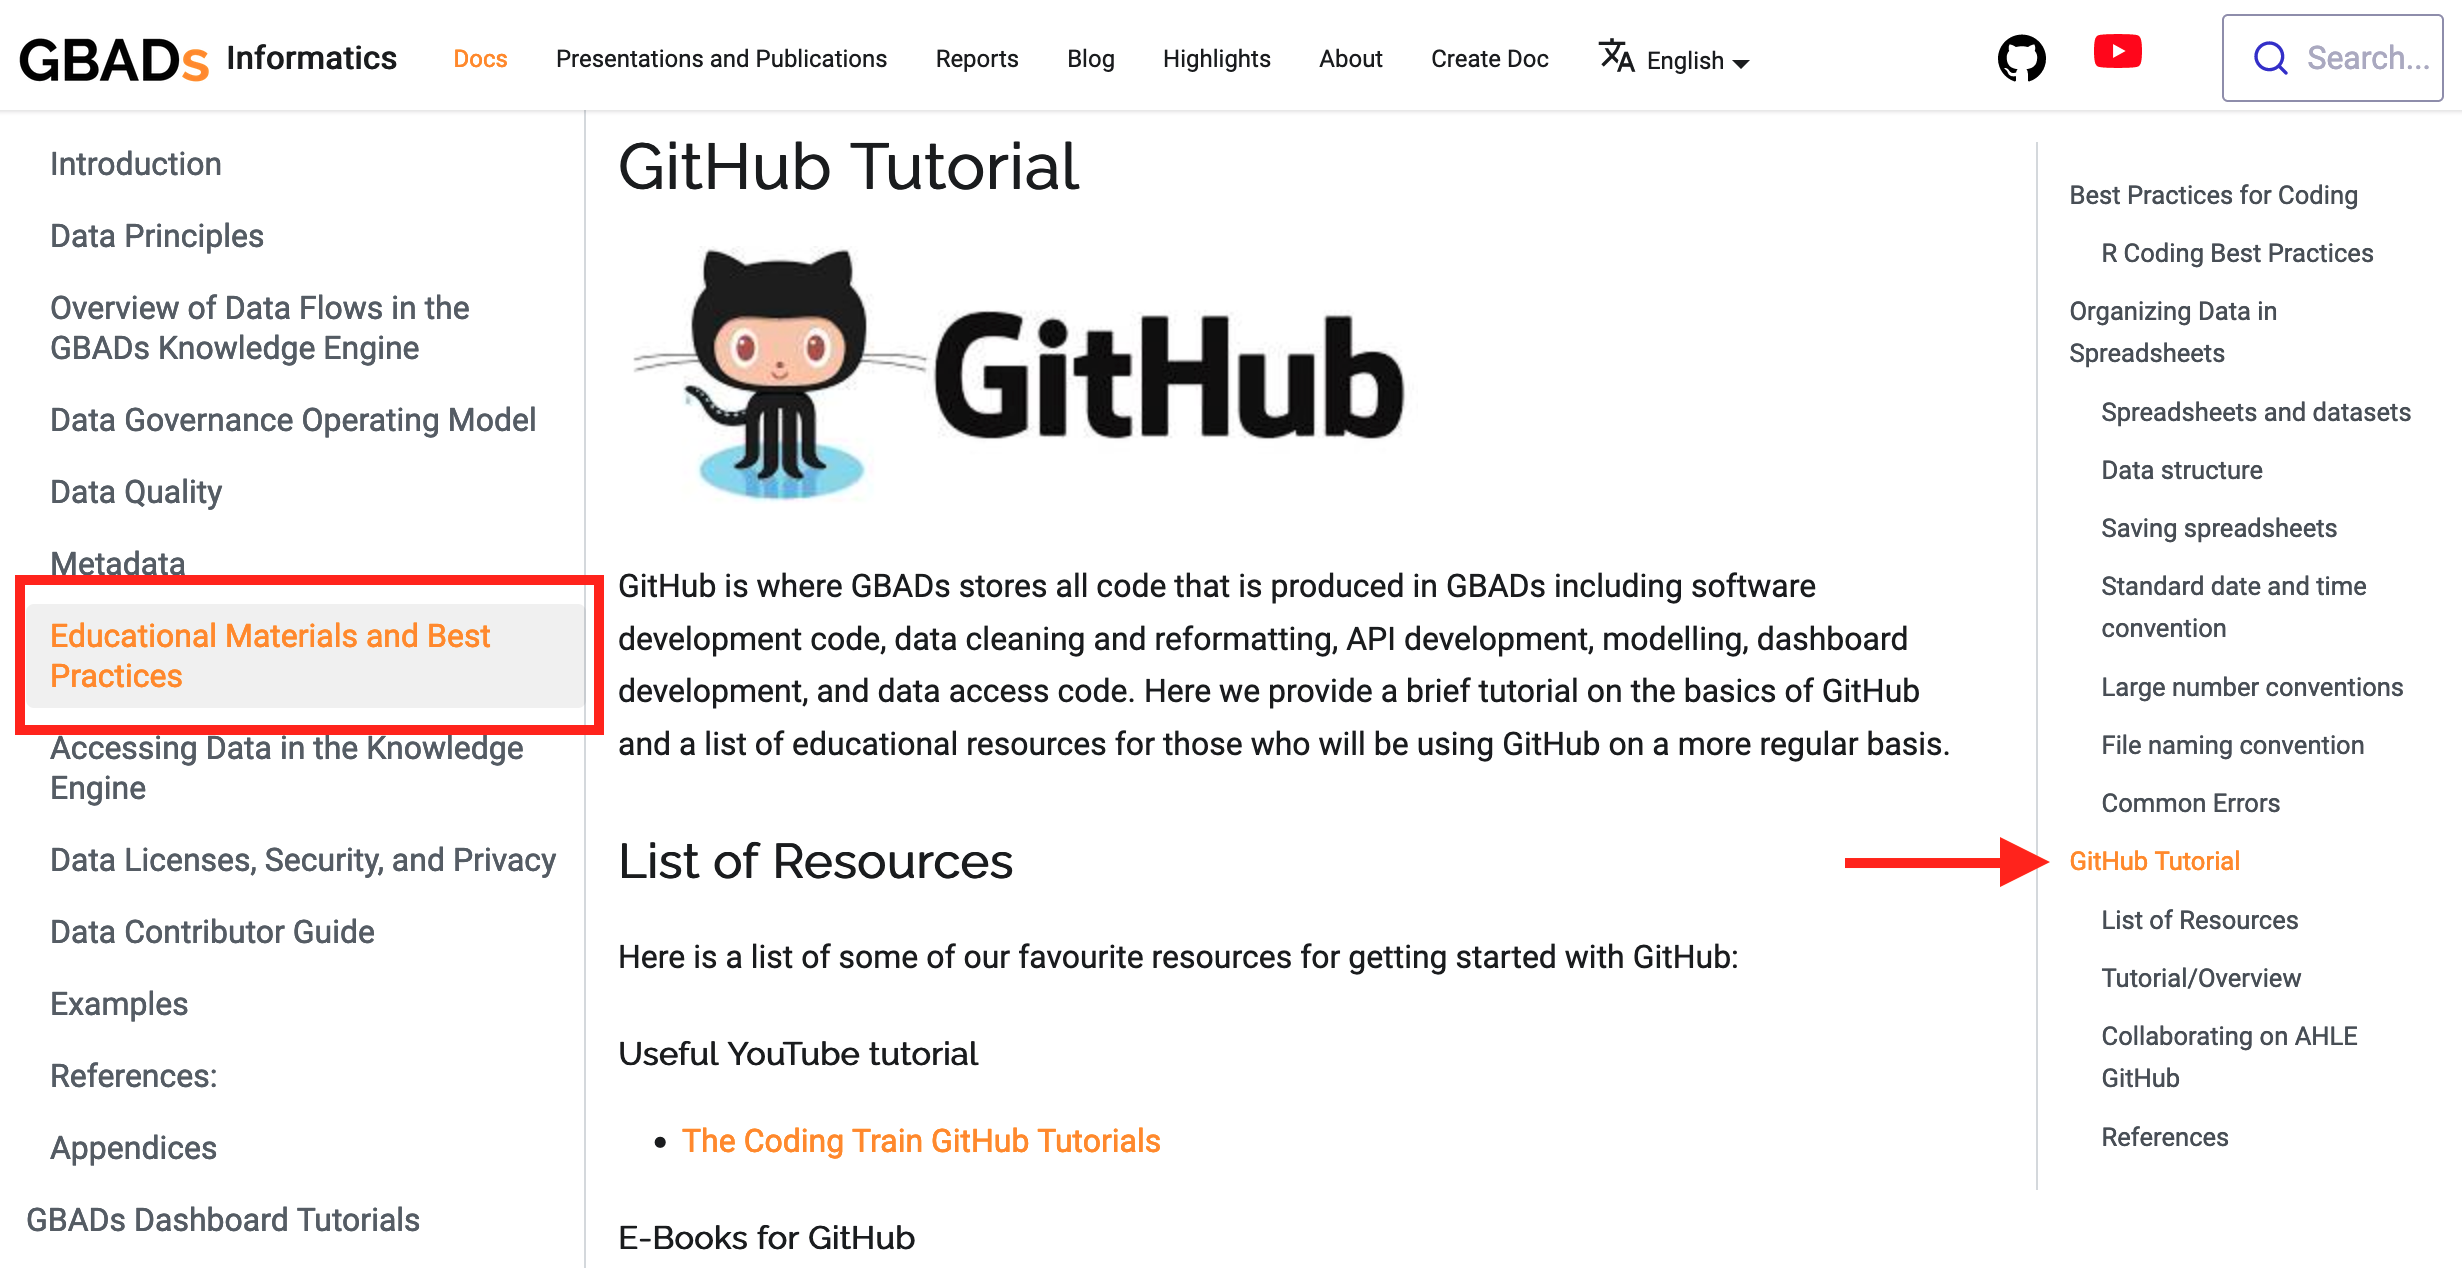 GBADs Informatics Docs Presentations and Publications Reports Blog Highlights About Create Doc English Search...
Introduction
Data Principles
Overview of Data Flows in the
GBADs Knowledge Engine
Data Governance Operating Model
Data Quality
Metadata
Educational Materials and Best
Practices
Accessing Data in the Knowledge
Engine
Data Licenses, Security, and Privacy
Data Contributor Guide
Examples
References:
Appendices
GBADs Dashboard Tutorials
GitHub Tutorial
GitHub
GitHub is where GBADs stores all code that is produced in GBADs including software
development code, data cleaning and reformatting, API development, modelling, dashboard
development, and data access code. Here we provide a brief tutorial on the basics of GitHub
and a list of educational resources for those who will be using GitHub on a more regular basis.
List of Resources
Here is a list of some of our favourite resources for getting started with GitHub:
Useful YouTube tutorial
• The Coding Train GitHub Tutorials
E-Books for GitHub
Best Practices for Coding
R Coding Best Practices
Organizing Data in
Spreadsheets
Spreadsheets and datasets
Data structure
Saving spreadsheets
Standard date and time
convention
Large number conventions
File naming convention
Common Errors
GitHub Tutorial
List of Resources
Tutorial/Overview
Collaborating on AHLE
GitHub
References